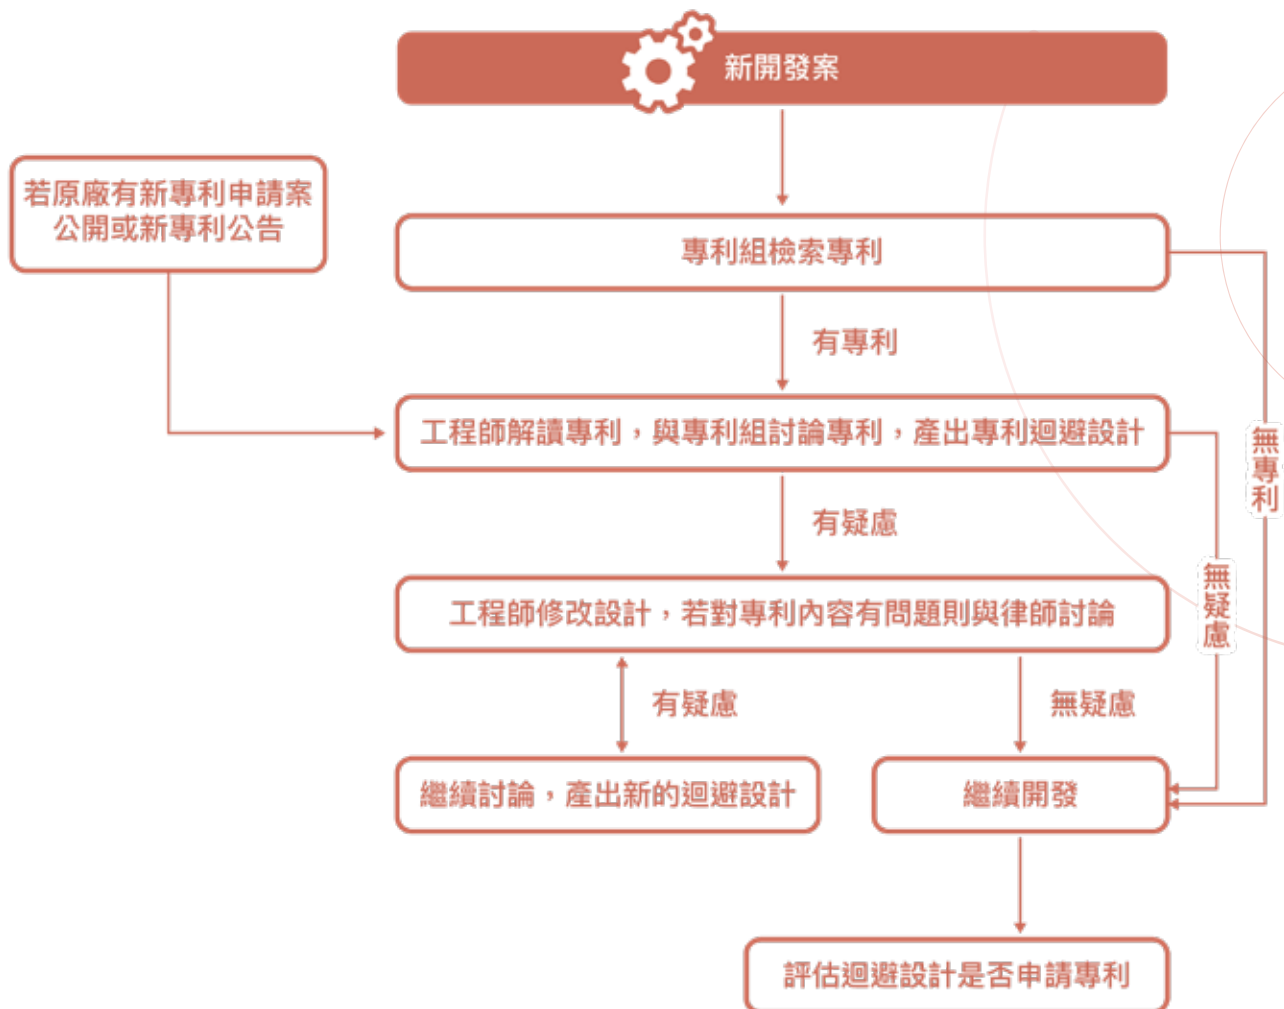 新開發案
若原廠有新專利申請案
公開或新專利公告
專利組檢索專利
有專利
無專利
工程師解讀專利，與專利組討論專利，產出專利迴避設計
有疑慮
無疑慮
工程師修改設計，若對專利內容有問題則與律師討論
有疑慮
無疑慮
繼續討論，產出新的迴避設計
繼續開發
評估迴避設計是否申請專利